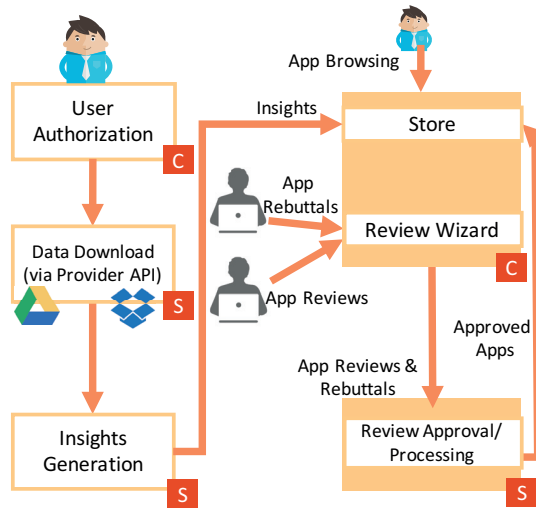 User
Authorization
C
Data Download
(via Provider API)
S
Insights
Generation
S
Insights
App Browsing
Store
App
Rebuttals
Review Wizard
C
App Reviews
App Reviews &
Rebuttals
Approved
Apps
Review Approval/
Processing
S